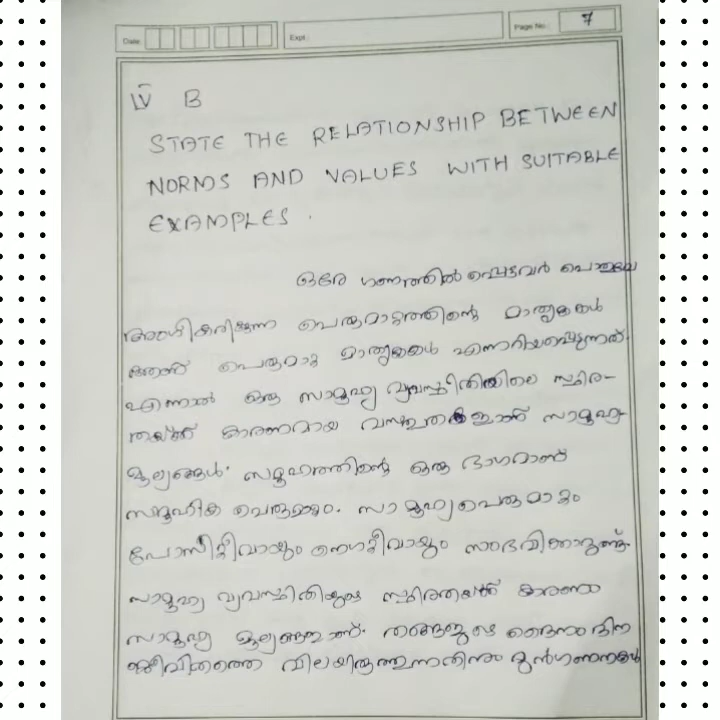 Date Expt : Page No.: 7
IV B
STATE THE RELATIONSHIP BETWEEN
NORMS AND VALUES WITH SUITABLE
EXAMPLES.
ഒരേ ഗണത്തിൽപ്പെട്ടവർ പൊതുവേ
അംഗീകരിക്കുന്ന പെരുമാറ്റത്തിന്റെ മാതൃകകൾ
ആണ് പെരുമാറ്റ മാതൃകകൾ എന്നറിയപ്പെടുന്നത്.
എന്നാൽ ഒരു സാമൂഹ്യ വ്യവസ്ഥിതിയിലെ സ്ഥിര-
തയ്ക്ക് കാരണമായ വസ്തുതകളാണ് സാമൂഹ്യ
മൂല്യങ്ങൾ. സമൂഹത്തിന്റെ ഒരു ഭാഗമാണ്
സാമൂഹിക പെരുമാറ്റം. സാമൂഹ്യപെരുമാറ്റം
പോസിറ്റീവായും നെഗറ്റീവായും സംഭവിക്കാറുണ്ട്.
സാമൂഹ്യ വ്യവസ്ഥിതിയുടെ സ്ഥിരതയ്ക്ക് കാരണം
സാമൂഹ്യ മൂല്യങ്ങളാണ്. തങ്ങളുടെ ദൈനംദിന
ജീവിതത്തെ വിലയിരുത്തുന്നതിനും മുൻഗണനകൾ